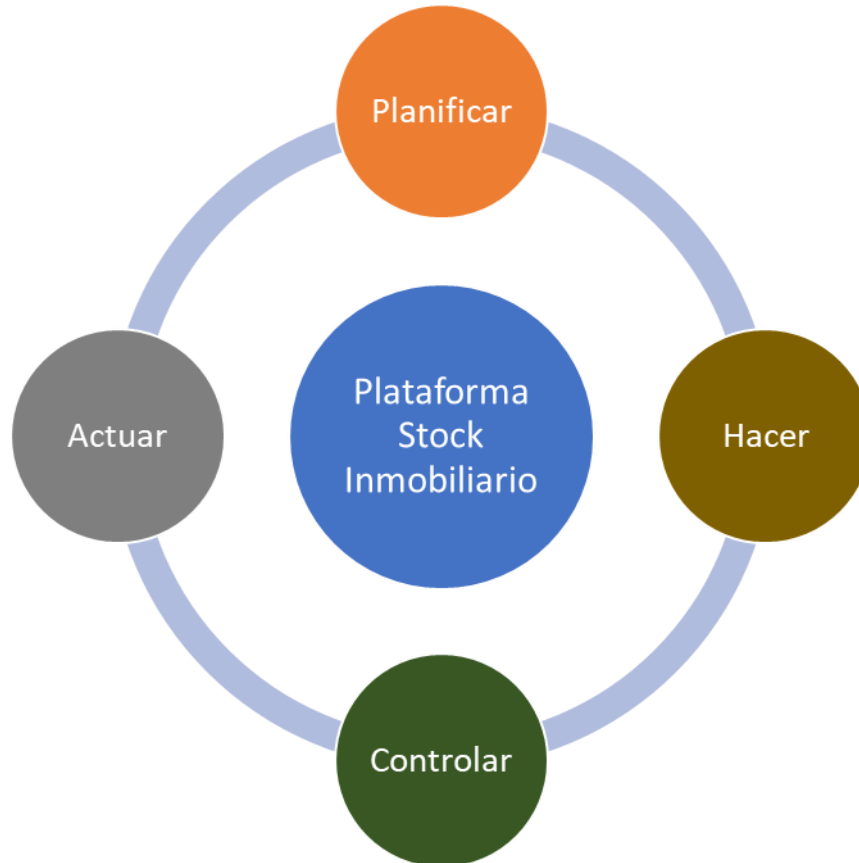 Planificar
Plataforma
Stock
Inmobiliario
Actuar
Hacer
Controlar